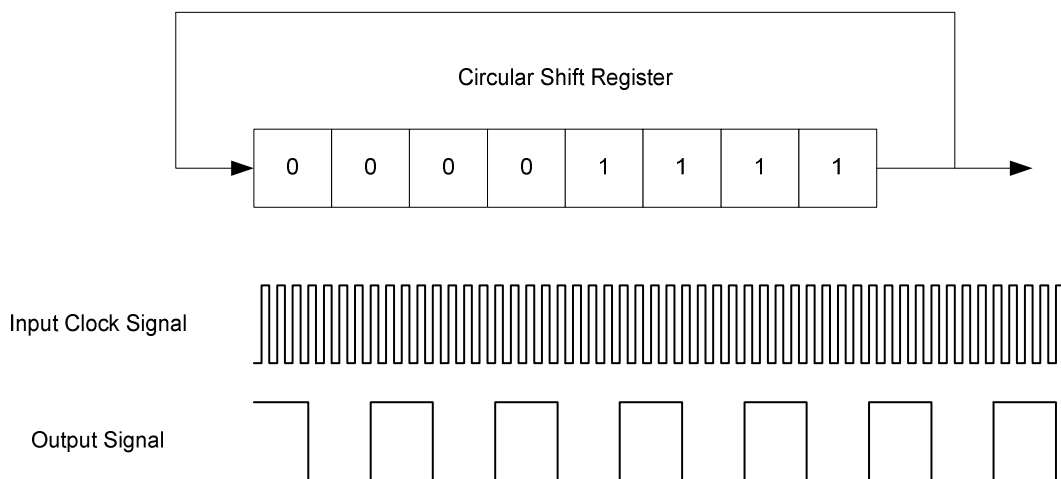 Circular Shift Register
0 0 0 0 1 1 1 1
Input Clock Signal
Output Signal